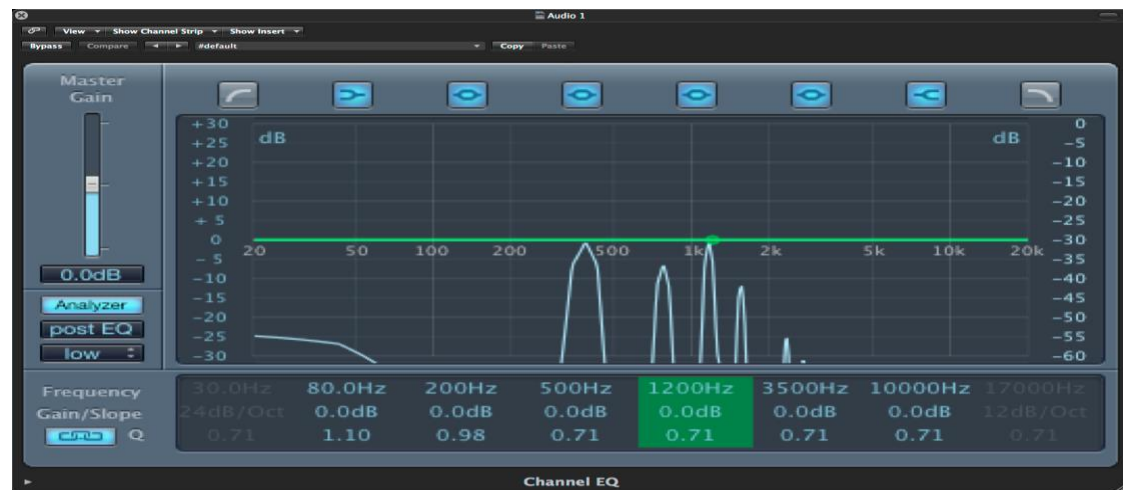 Audio 1
View Show Channel Strip Show Insert
Bypass Compare #default Copy Paste
Master
Gain
+30 0
dB dB
+25 -5
+20 -10
+15 -15
+10 -20
+ 5 -25
0 -30
20 50 100 200 500 1k 2k 5k 10k 20k
- 5 -35
-10 -40
-15 -45
-20 -50
-25 -55
-30 -60
0.0dB
Analyzer
post EQ
low
Frequency 30.0Hz 80.0Hz 200Hz 500Hz 1200Hz 3500Hz 10000Hz 17000Hz
Gain/Slope 24dB/Oct 0.0dB 0.0dB 0.0dB 0.0dB 0.0dB 0.0dB 12dB/Oct
Q 0.71 1.10 0.98 0.71 0.71 0.71 0.71 0.71
Channel EQ